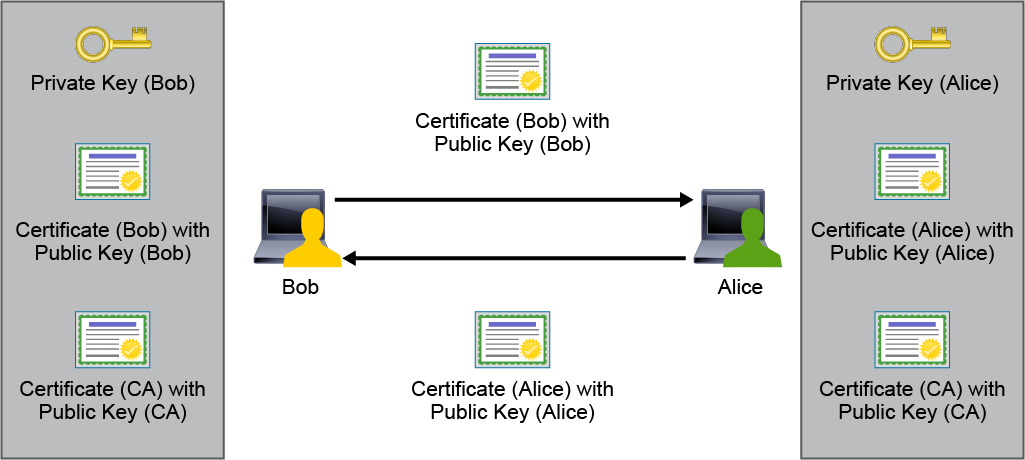 Private Key (Bob)
Certificate (Bob) with
Public Key (Bob)
Certificate (CA) with
Public Key (CA)
Certificate (Bob) with
Public Key (Bob)
Bob
Alice
Certificate (Alice) with
Public Key (Alice)
Private Key (Alice)
Certificate (Alice) with
Public Key (Alice)
Certificate (CA) with
Public Key (CA)